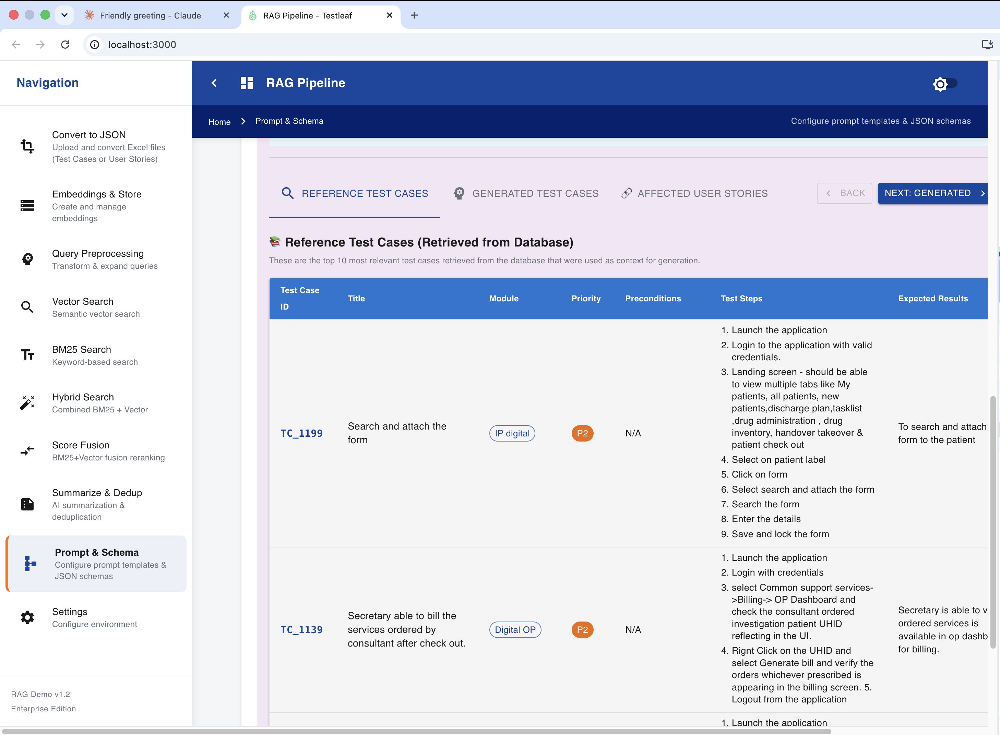 Friendly greeting - Claude
RAG Pipeline - Testleaf
localhost:3000
Navigation
RAG Pipeline
Home
Prompt & Schema
Configure prompt templates & JSON schemas
Convert to JSON
Upload and convert Excel files
(Test Cases or User Stories)
Embeddings & Store
Create and manage
embeddings
Query Preprocessing
Transform & expand queries
Vector Search
Semantic vector search
BM25 Search
Keyword-based search
Hybrid Search
Combined BM25 + Vector
Score Fusion
BM25+Vector fusion reranking
Summarize & Dedup
AI summarization &
deduplication
Prompt & Schema
Configure prompt templates &
JSON schemas
Settings
Configure environment
RAG Demo v1.2
Enterprise Edition
REFERENCE TEST CASES
GENERATED TEST CASES
AFFECTED USER STORIES
BACK
NEXT: GENERATED
Reference Test Cases (Retrieved from Database)
These are the top 10 most relevant test cases retrieved from the database that were used as context for generation.
Test Case
ID
Title
Module
Priority
Preconditions
Test Steps
Expected Results
TC_1199
Search and attach the
form
IP digital
P2
N/A
1. Launch the application
2. Login to the application with valid
credentials.
3. Landing screen - should be able
to view multiple tabs like My
patients, all patients, new
patients,discharge plan,tasklist
,drug administration , drug
inventory, handover takeover &
patient check out
4. Select on patient label
5. Click on form
6. Select search and attach the form
7. Search the form
8. Enter the details
9. Save and lock the form
To search and attach
form to the patient
TC_1139
Secretary able to bill the
services ordered by
consultant after check out.
Digital OP
P2
N/A
1. Launch the application
2. Login with credentials
3. select Common support services-
>Billing-> OP Dashboard and
check the consultant ordered
investigation patient UHID
reflecting in the UI.
4. Rignt Click on the UHID and
select Generate bill and verify the
orders whichever prescribed is
appearing in the billing screen. 5.
Logout from the application
Secretary is able to v
ordered services is
available in op dashb
for billing.
1. Launch the application